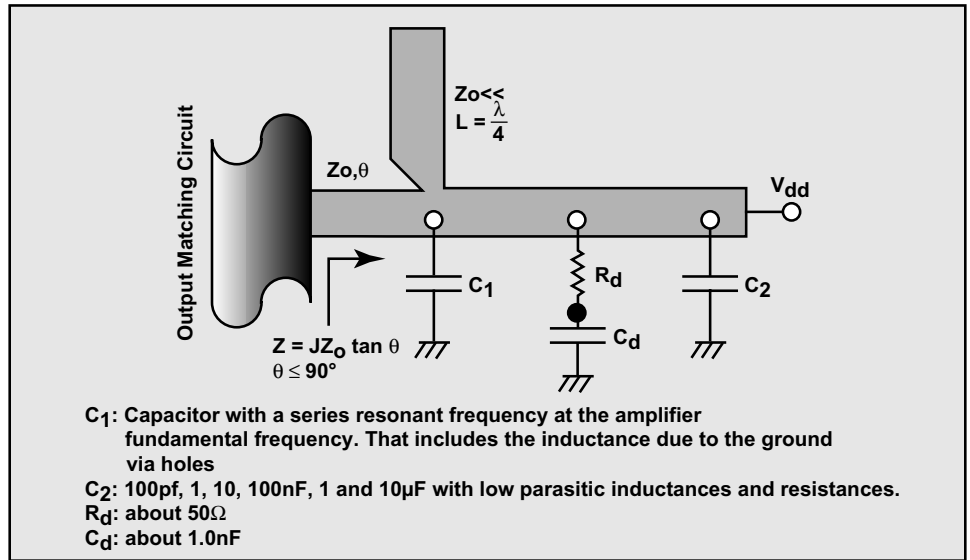 Output Matching Circuit
Zo<<
L = λ/4
Zo,θ
Vdd
C1
Rd
Cd
C2
Z = JZo tan θ
θ ≤ 90°
C1: Capacitor with a series resonant frequency at the amplifier
fundamental frequency. That includes the inductance due to the ground
via holes
C2: 100pf, 1, 10, 100nF, 1 and 10µF with low parasitic inductances and resistances.
Rd: about 50Ω
Cd: about 1.0nF